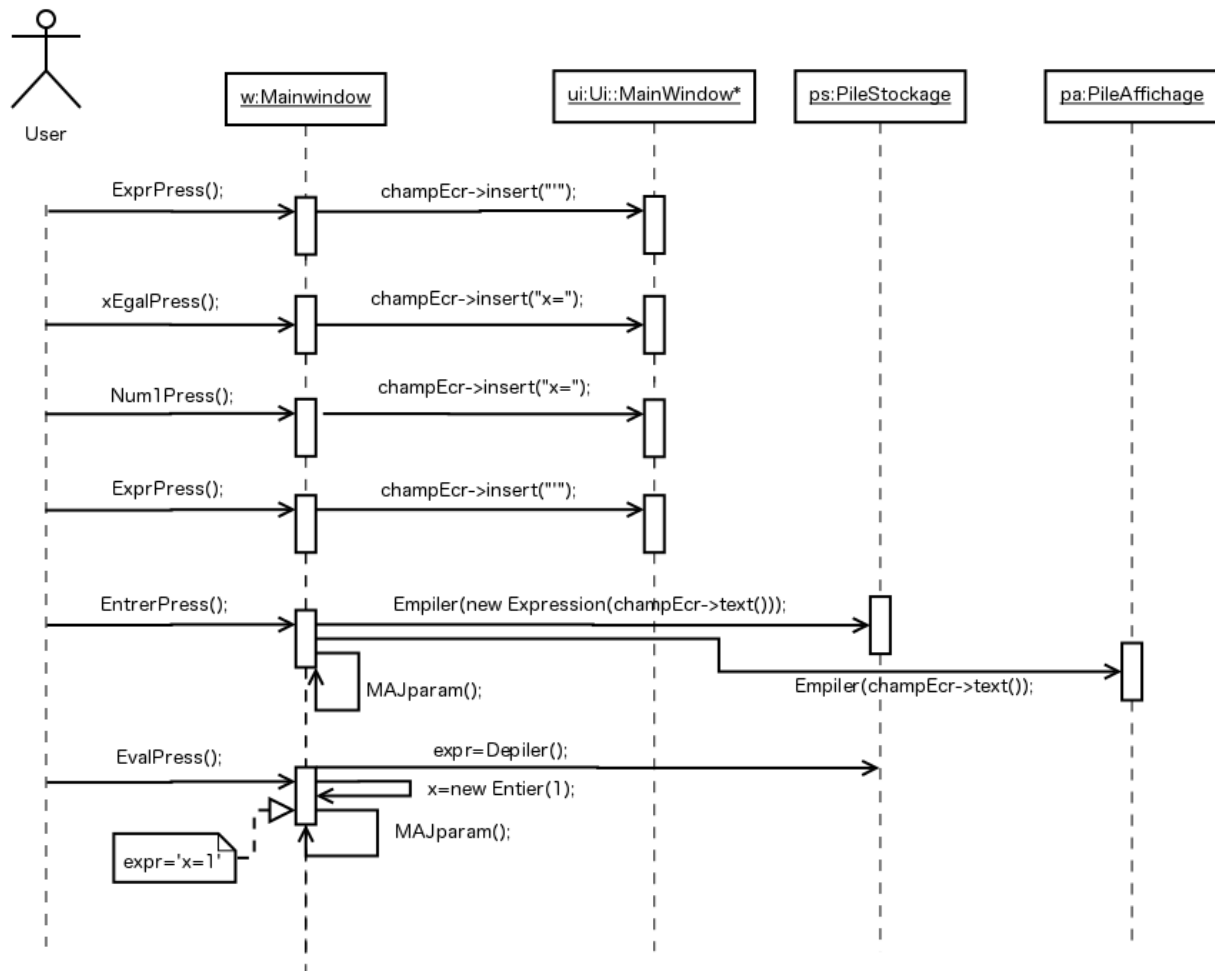 User
w:Mainwindow
ui:Ui::MainWindow*
ps:PileStockage
pa:PileAffichage
ExprPress();
champEcr->insert("'");
xEgalPress();
champEcr->insert("x=");
Num1Press();
champEcr->insert("x=");
ExprPress();
champEcr->insert("'");
EntrerPress();
Empiler(new Expression(champEcr->text()));
Empiler(champEcr->text());
MAJparam();
EvalPress();
expr=Depiler();
x=new Entier(1);
MAJparam();
expr='x=1'